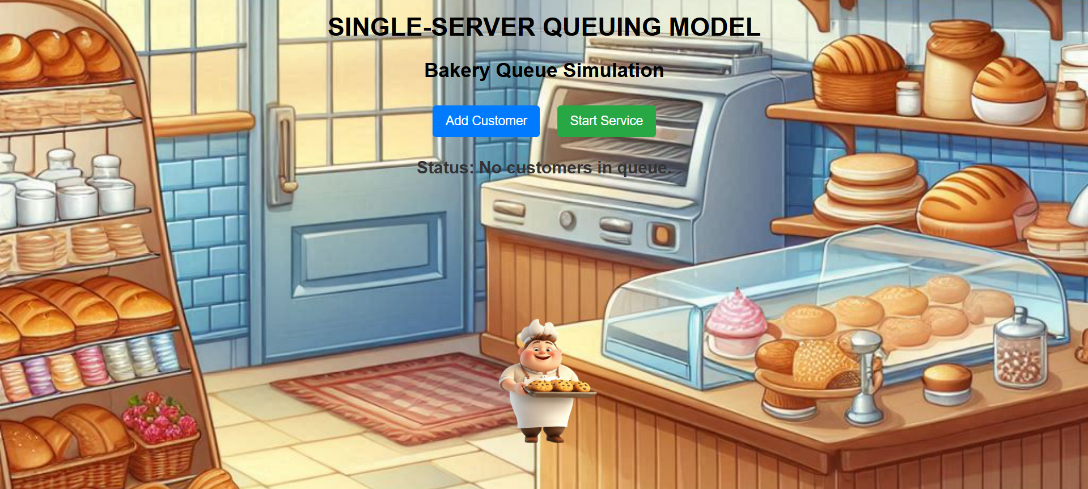 SINGLE-SERVER QUEUING MODEL
Bakery Queue Simulation
Add Customer Start Service
Status: No customers in queue.